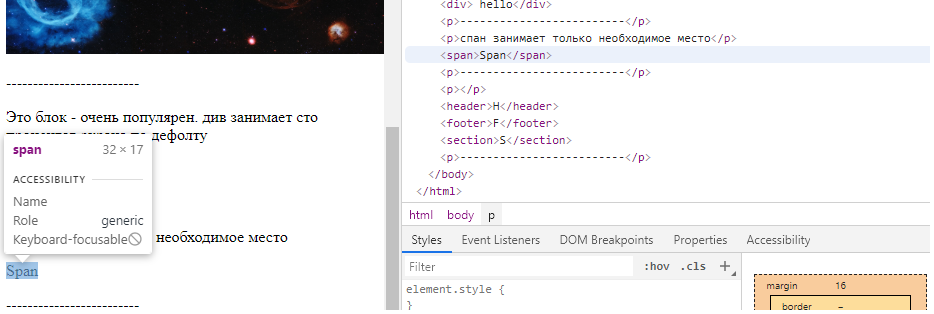 -------------------------
Это блок - очень популярен. див занимает сто
дефолту
span 32 × 17
ACCESSIBILITY
Name
Role generic
Keyboard-focusable
необходимое место
Span
-------------------------
<div> hello</div>
<p>-------------------------</p>
<p>спан занимает только необходимое место</p>
<span>Span</span>
<p>-------------------------</p>
<p></p>
<header>H</header>
<footer>F</footer>
<section>S</section>
<p>-------------------------</p>
</body>
</html>
html body p
Styles Event Listeners DOM Breakpoints Properties Accessibility
Filter :hov .cls +
element.style {
}
margin 16
border –